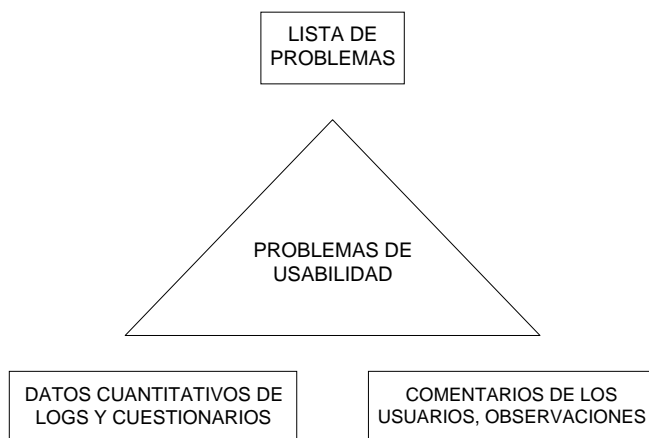 LISTA DE
PROBLEMAS
PROBLEMAS DE
USABILIDAD
DATOS CUANTITATIVOS DE
LOGS Y CUESTIONARIOS
COMENTARIOS DE LOS
USUARIOS, OBSERVACIONES